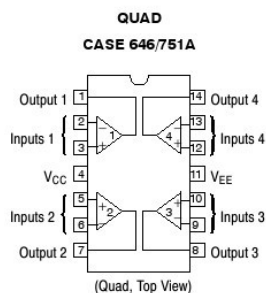 QUAD
CASE 646/751A
Output 1 1 14 Output 4
Inputs 1 2 − − 13 Inputs 4
1 4
3 + + 12
VCC 4 11 VEE
Inputs 2 5 + + 10 Inputs 3
2 3
6 − − 9
Output 2 7 8 Output 3
(Quad, Top View)